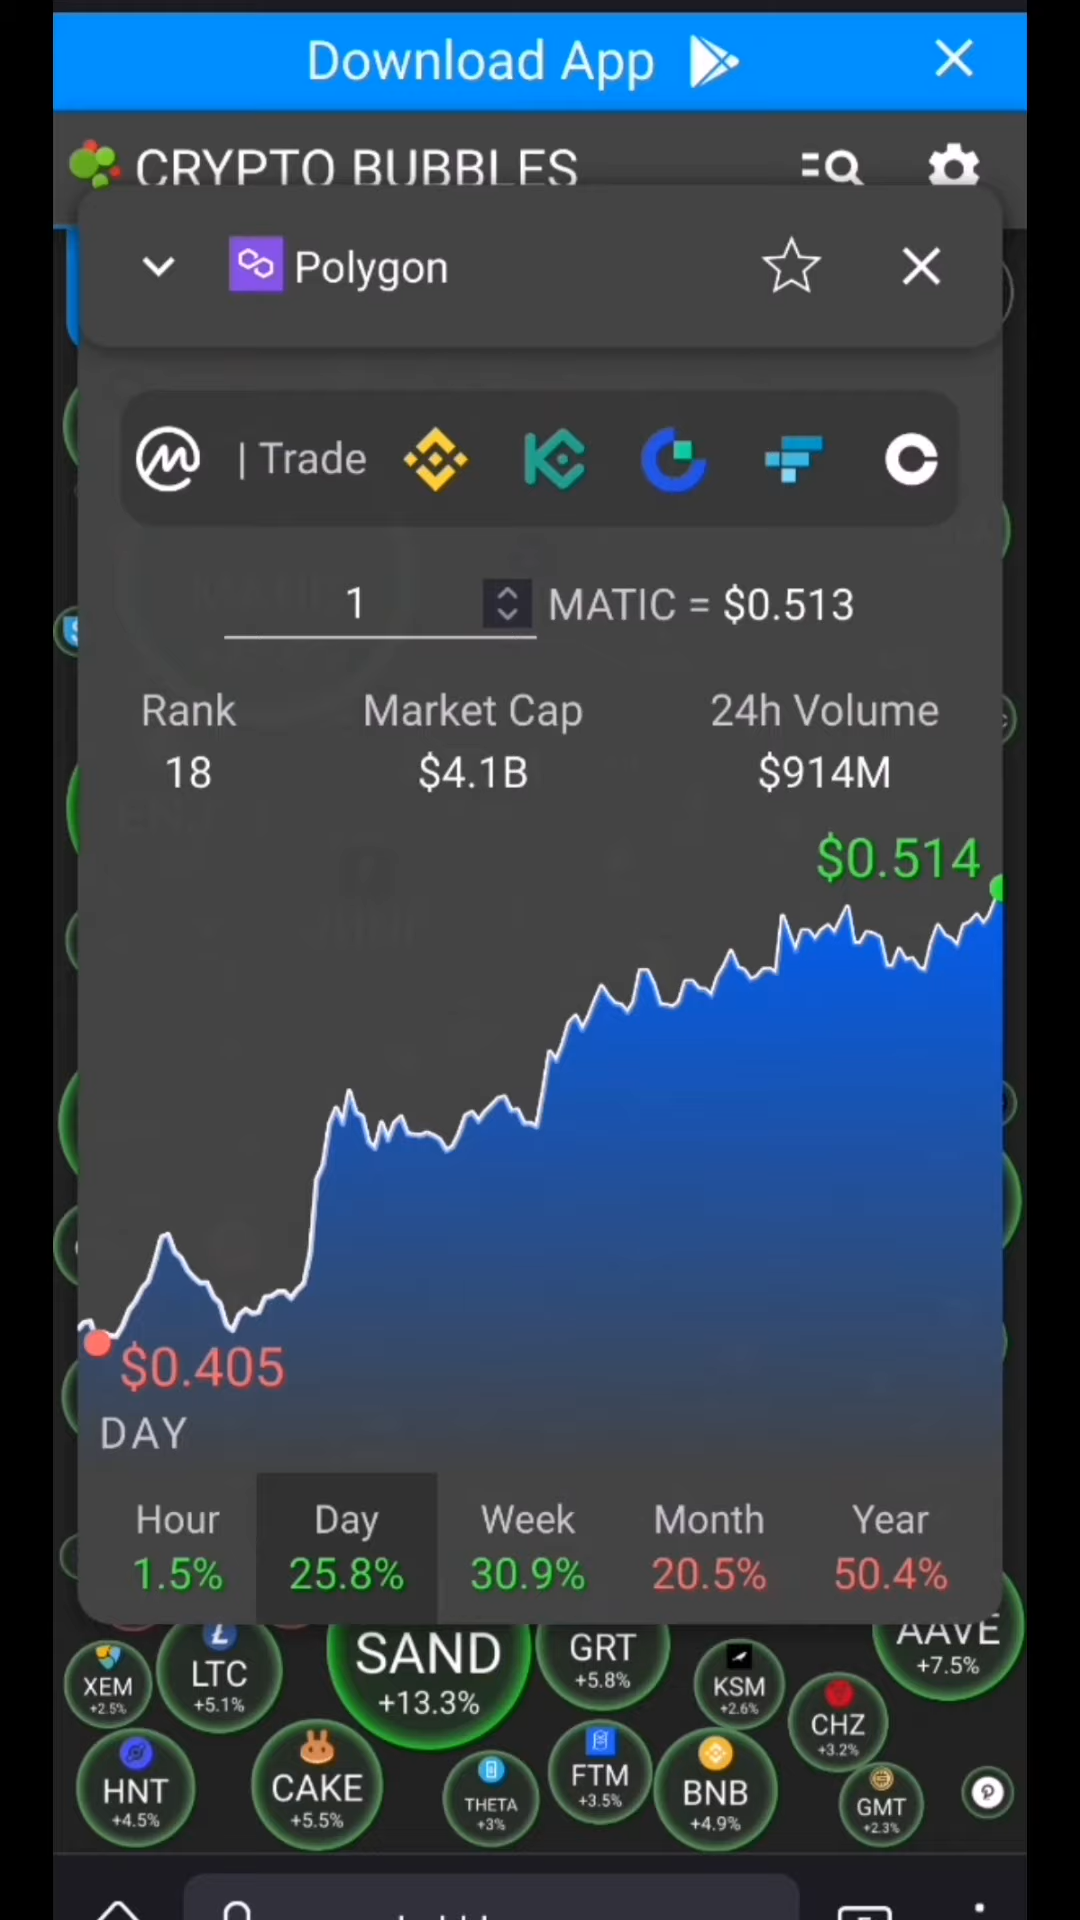 Download App
CRYPTO BUBBLES
Polygon
| Trade
1 MATIC = $0.513
Rank Market Cap 24h Volume
18 $4.1B $914M
$0.514
$0.405
DAY
Hour Day Week Month Year
1.5% 25.8% 30.9% 20.5% 50.4%
XEM
+2.5%
LTC
+5.1%
SAND
+13.3%
GRT
+5.8%
KSM
+2.6%
AAVE
+7.5%
CHZ
+3.2%
HNT
+4.5%
CAKE
+5.5%
THETA
+3%
FTM
+3.5%
BNB
+4.9%
GMT
+2.3%